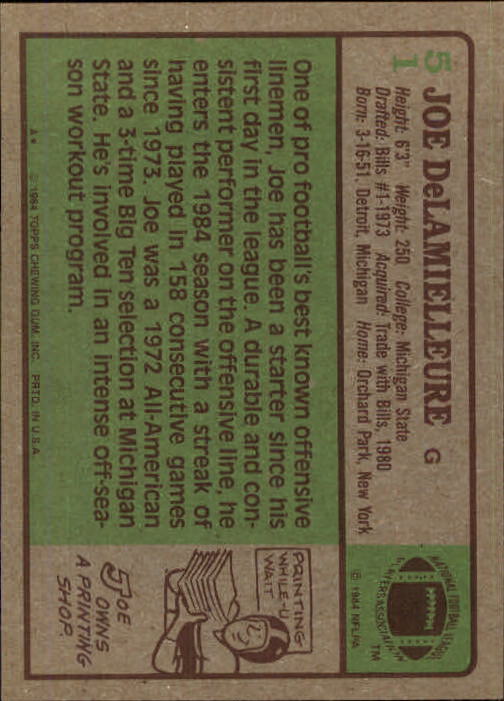 51
JOE DeLAMIELLEURE G
Height: 6'3" Weight: 250 College: Michigan State
Drafted: Bills #1-1973 Acquired: Trade with Bills, 1980
Born: 3-16-51, Detroit, Michigan Home: Orchard Park, New York
NATIONAL FOOTBALL LEAGUE
PLAYERS ASSOCIATION
TM
© 1984 NFLPA
One of pro football's best known offensive
linemen, Joe has been a starter since his
first day in the league. A durable and con-
sistent performer on the offensive line, he
enters the 1984 season with a streak of
having played in 158 consecutive games
since 1973. Joe was a 1972 All-American
and a 3-time Big Ten selection at Michigan
State. He's involved in an intense off-sea-
son workout program.
PRINTING
WHILE-U
WAIT
JOE
OWNS
A PRINTING
SHOP.
A* © 1984 TOPPS CHEWING GUM, INC. PRTD. IN U.S.A.